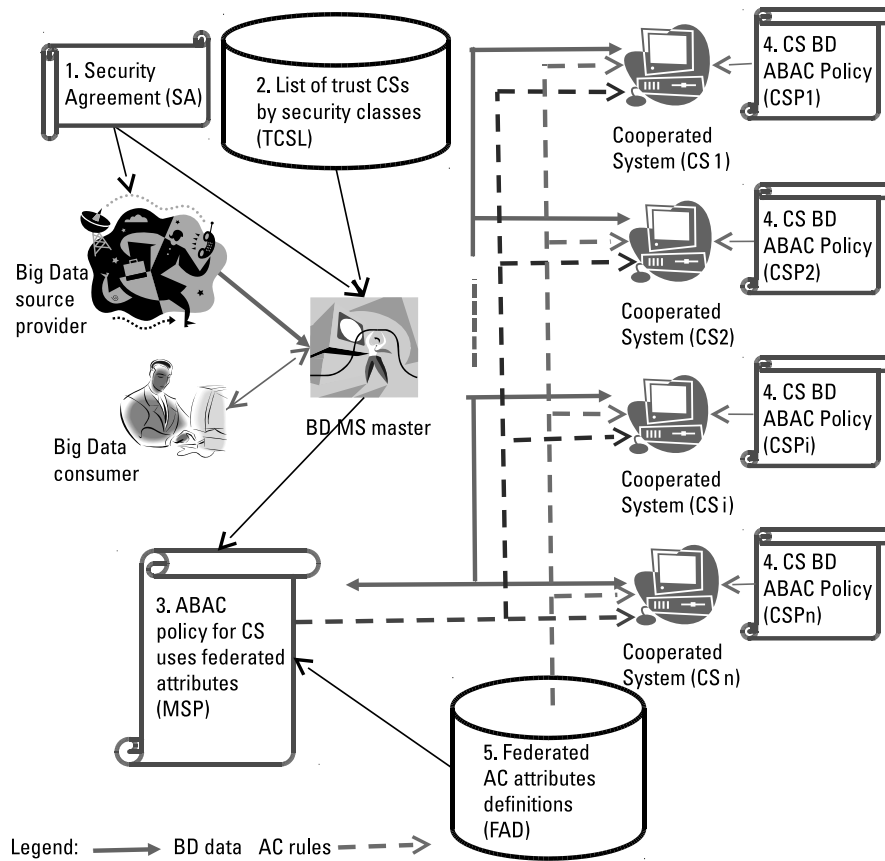 1. Security
Agreement (SA)
2. List of trust CSs
by security classes
(TCSL)
4. CS BD
ABAC Policy
(CSP1)
Cooperated
System (CS 1)
Big Data
source
provider
4. CS BD
ABAC Policy
(CSP2)
Cooperated
System (CS2)
Big Data
consumer
BD MS master
4. CS BD
ABAC Policy
(CSPi)
Cooperated
System (CS i)
3. ABAC
policy for CS
uses federated
attributes
(MSP)
4. CS BD
ABAC Policy
(CSPn)
Cooperated
System (CS n)
5. Federated
AC attributes
definitions
(FAD)
Legend: BD data AC rules